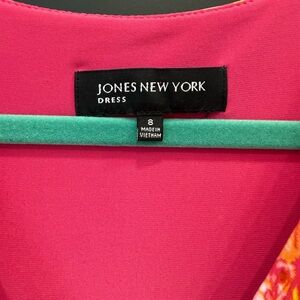 JONES NEW YORK
DRESS
8
MADE IN
VIETNAM